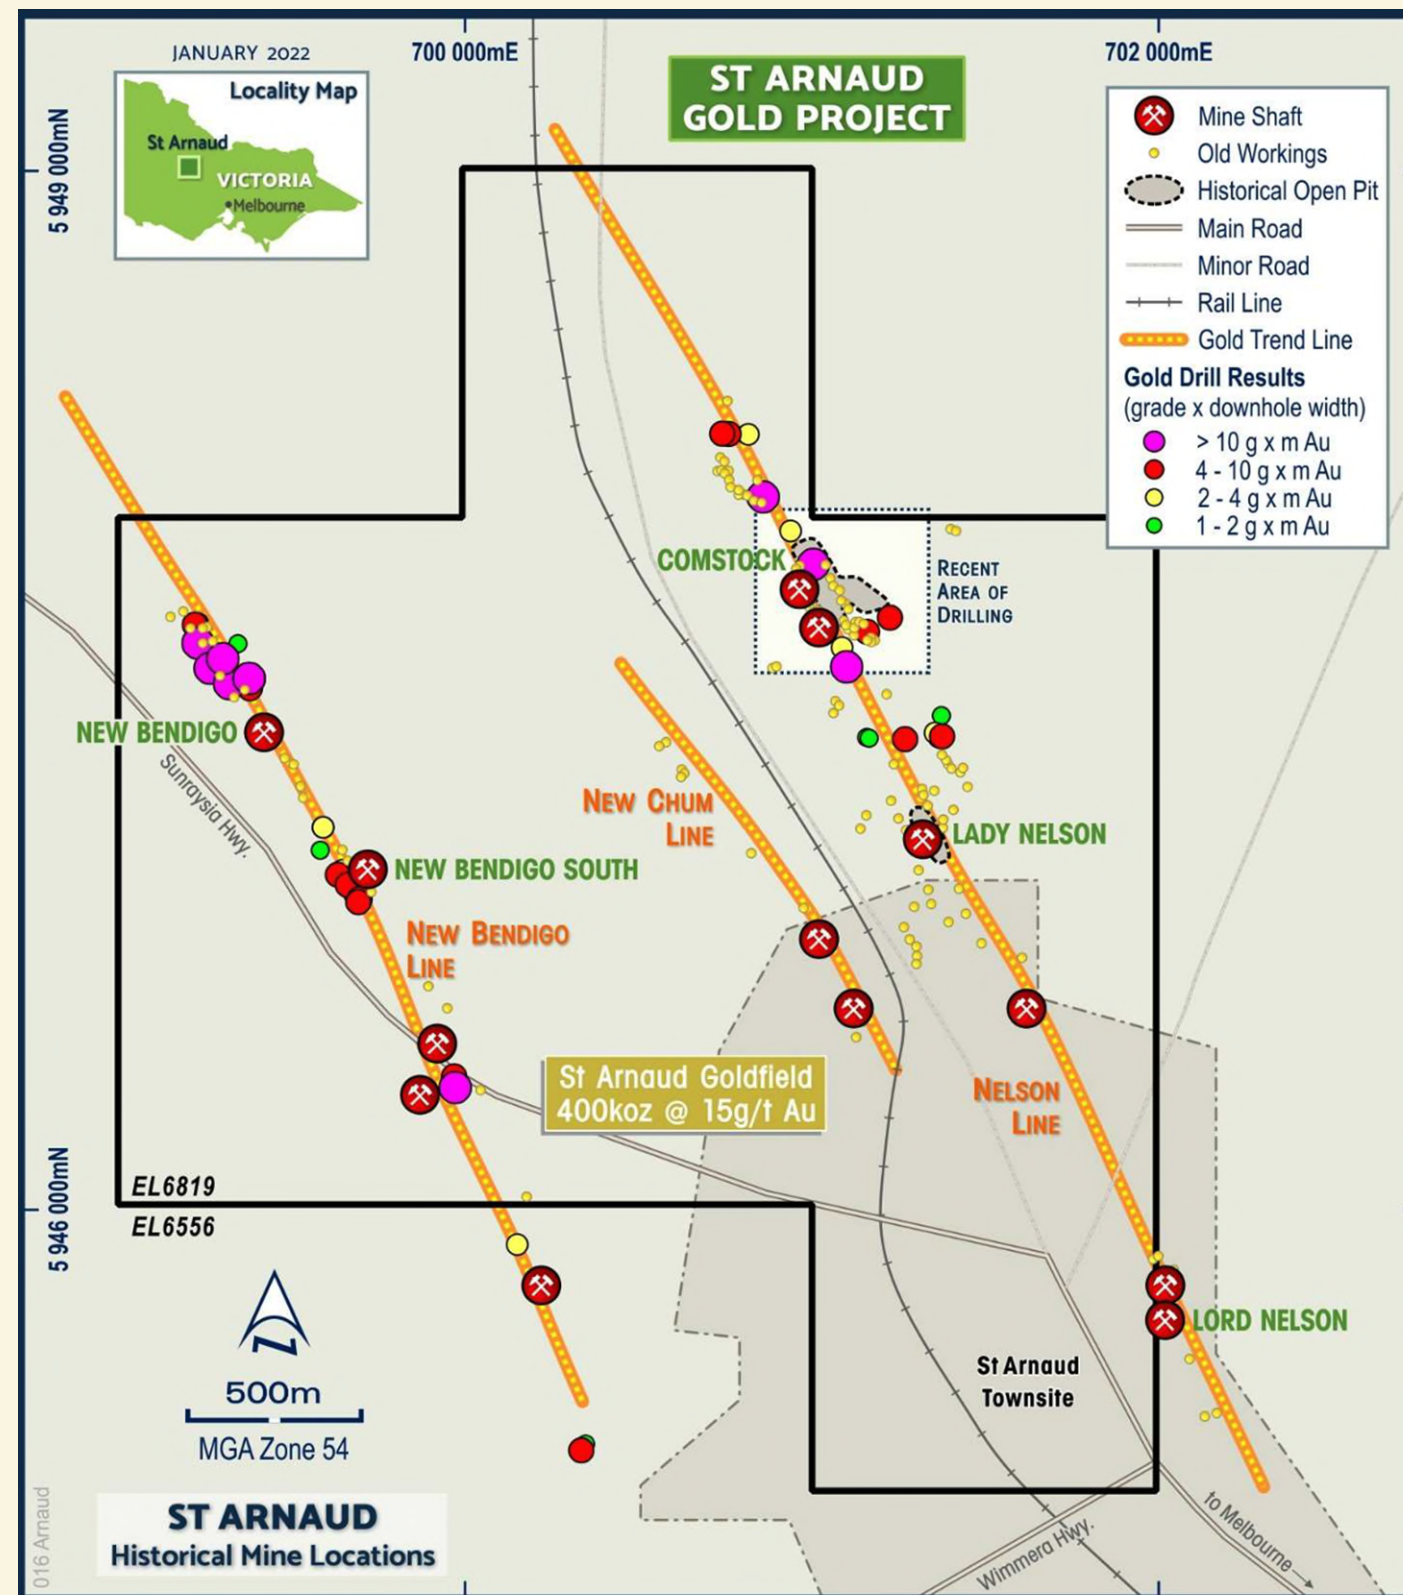 JANUARY 2022
700 000mE
702 000mE
5 949 000mN
5 946 000mN
Locality Map
St Arnaud
VICTORIA
Melbourne
ST ARNAUD
GOLD PROJECT
Mine Shaft
Old Workings
Historical Open Pit
Main Road
Minor Road
Rail Line
Gold Trend Line
Gold Drill Results
(grade x downhole width)
> 10 g x m Au
4 - 10 g x m Au
2 - 4 g x m Au
1 - 2 g x m Au
COMSTOCK
RECENT
AREA OF
DRILLING
NEW BENDIGO
Sunraysia Hwy.
NEW CHUM
LINE
LADY NELSON
NEW BENDIGO SOUTH
NEW BENDIGO
LINE
St Arnaud Goldfield
400koz @ 15g/t Au
NELSON
LINE
EL6819
EL6556
LORD NELSON
N
500m
MGA Zone 54
St Arnaud
Townsite
ST ARNAUD
Historical Mine Locations
016 Arnaud
Wimmera Hwy.
to Melbourne